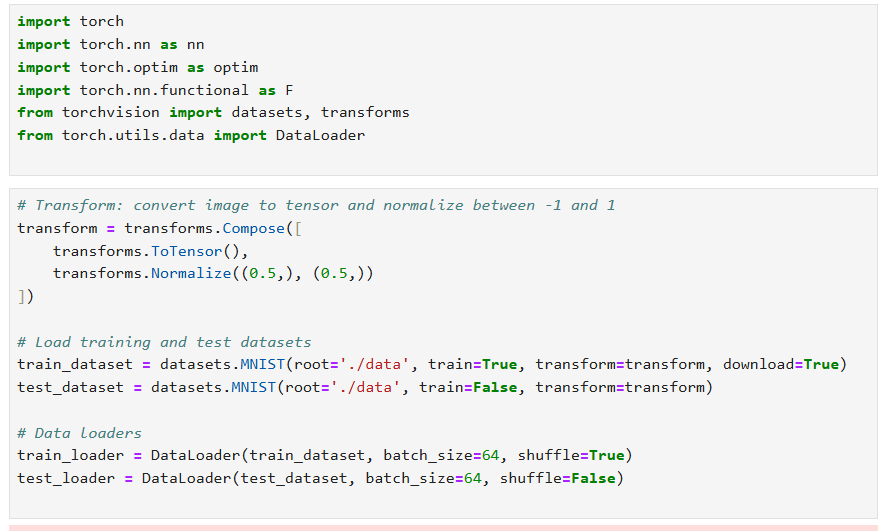 import torch
import torch.nn as nn
import torch.optim as optim
import torch.nn.functional as F
from torchvision import datasets, transforms
from torch.utils.data import DataLoader
# Transform: convert image to tensor and normalize between -1 and 1
transform = transforms.Compose([
    transforms.ToTensor(),
    transforms.Normalize((0.5,), (0.5,))
])
# Load training and test datasets
train_dataset = datasets.MNIST(root='./data', train=True, transform=transform, download=True)
test_dataset = datasets.MNIST(root='./data', train=False, transform=transform)
# Data loaders
train_loader = DataLoader(train_dataset, batch_size=64, shuffle=True)
test_loader = DataLoader(test_dataset, batch_size=64, shuffle=False)